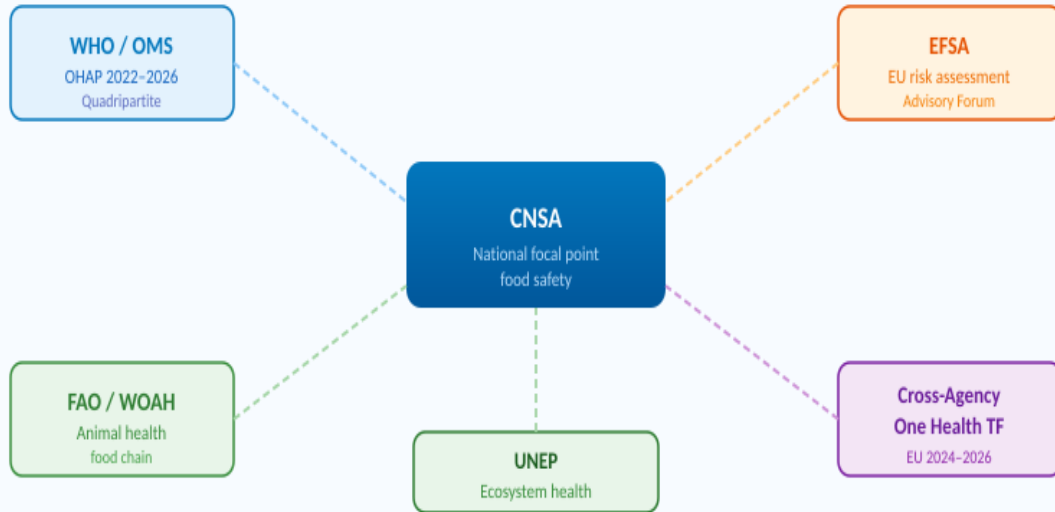 WHO / OMS
OHAP 2022–2026
Quadripartite
EFSA
EU risk assessment
Advisory Forum
CNSA
National focal point
food safety
FAO / WOAH
Animal health
food chain
UNEP
Ecosystem health
Cross-Agency
One Health TF
EU 2024–2026